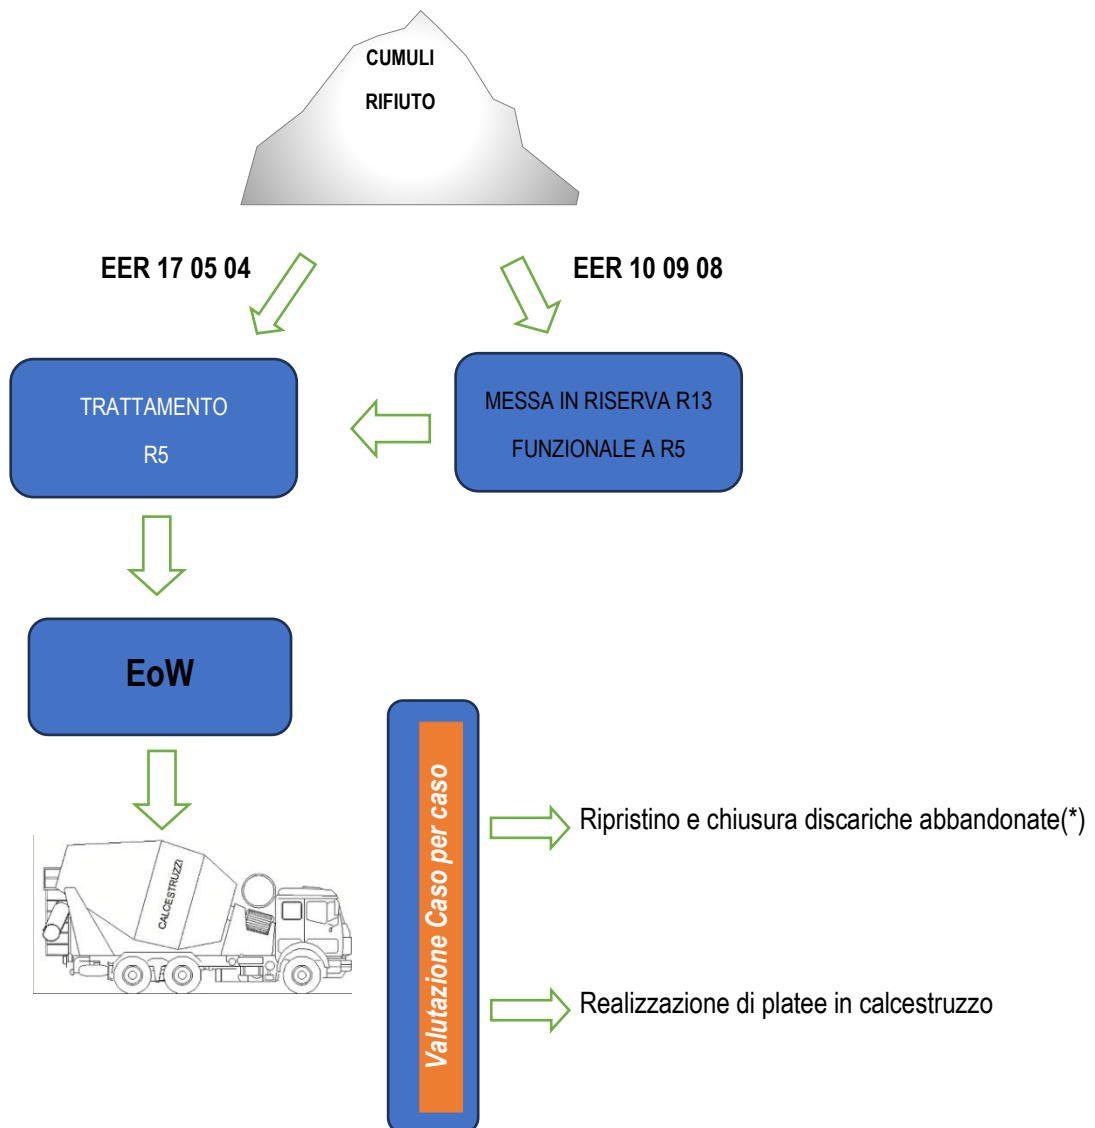 CUMULI
RIFIUTO
EER 17 05 04
EER 10 09 08
TRATTAMENTO
R5
MESSA IN RISERVA R13
FUNZIONALE A R5
EoW
CALCESTRUZZI
Valutazione Caso per caso
Ripristino e chiusura discariche abbandonate(*)
Realizzazione di platee in calcestruzzo